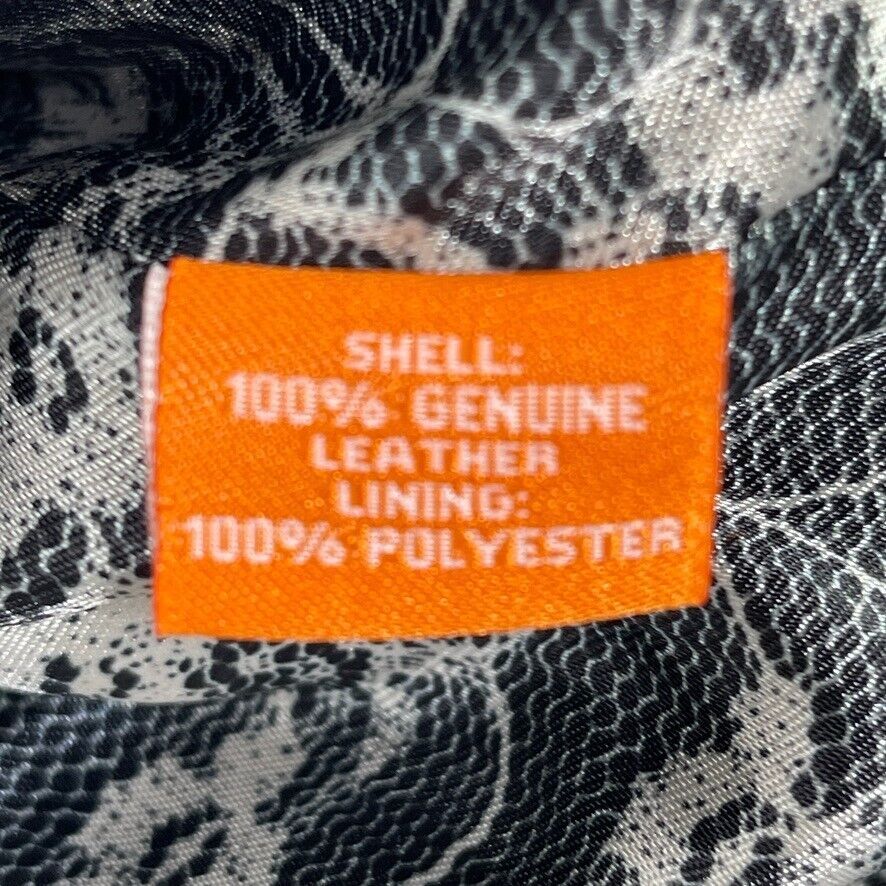 SHELL:
100% GENUINE
LEATHER
LINING:
100% POLYESTER